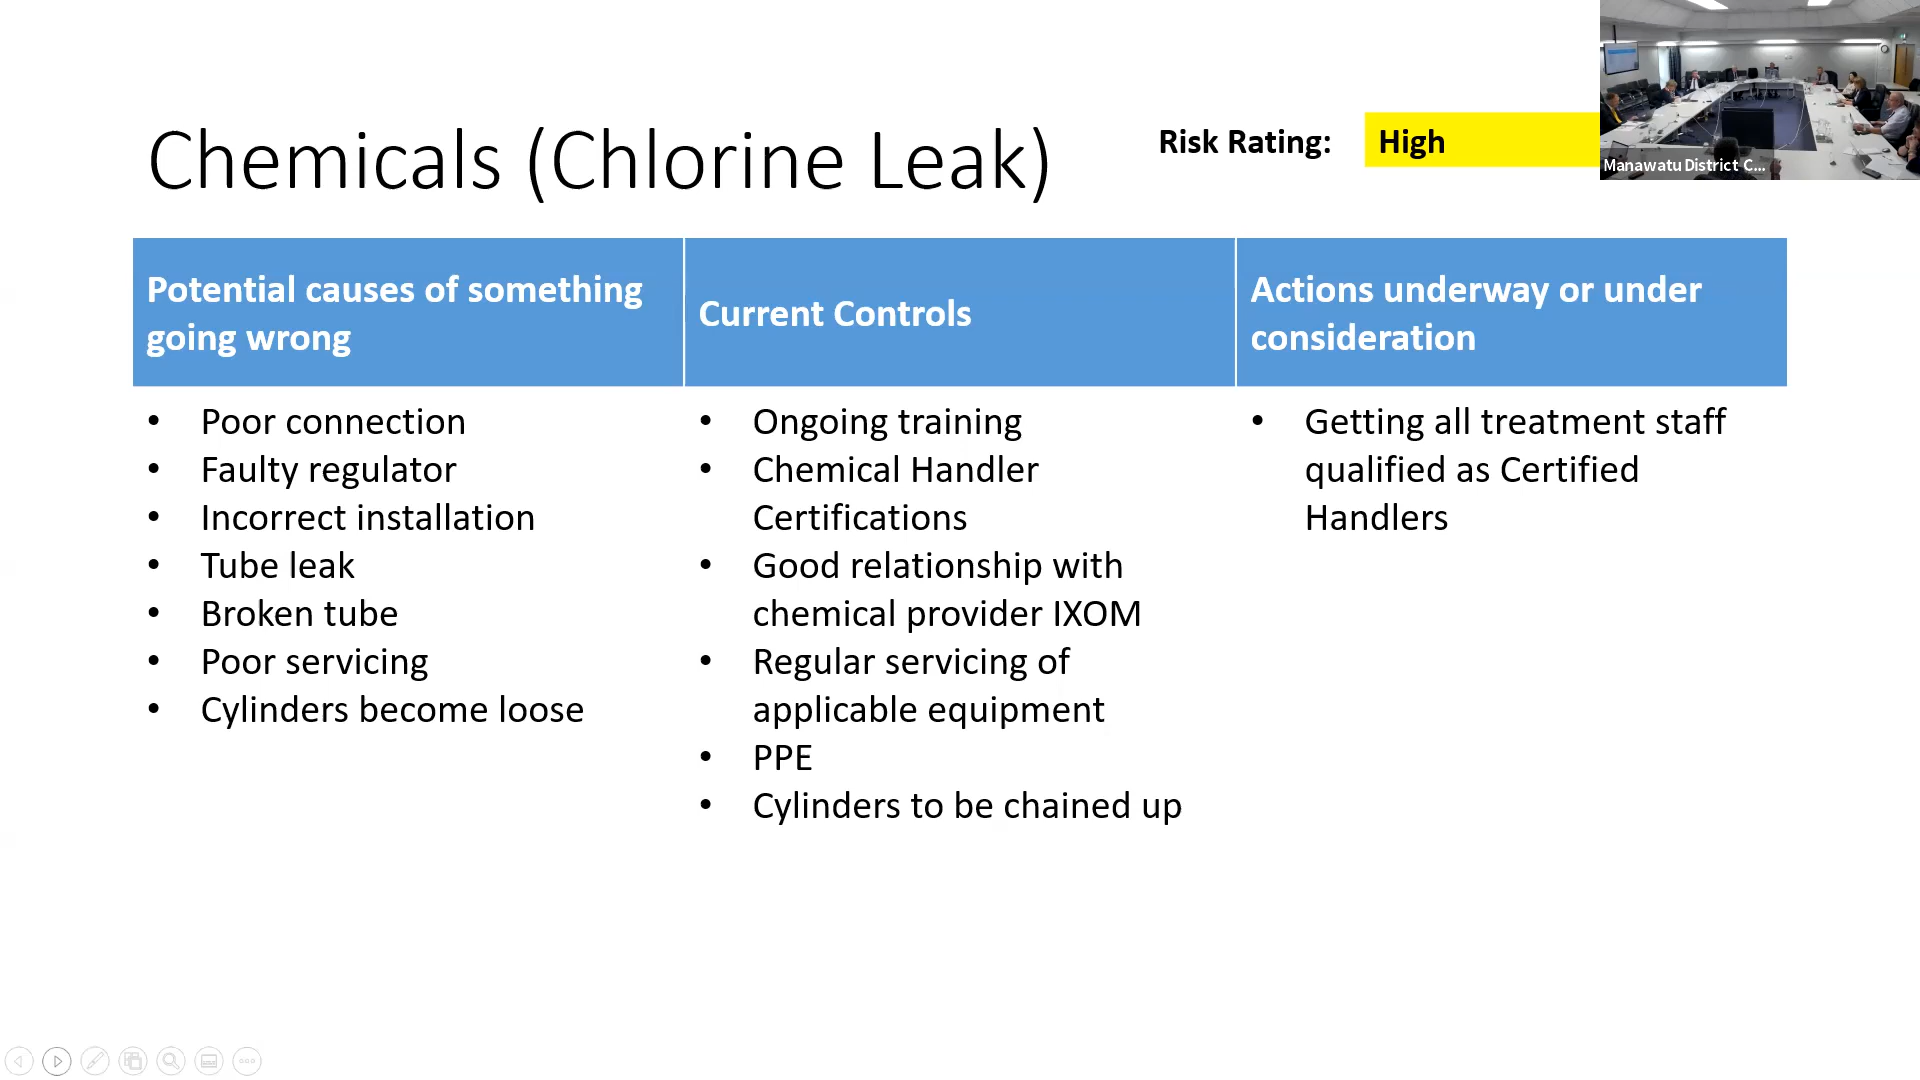 Chemicals (Chlorine Leak)
Risk Rating: High
Manawatu District C...
Potential causes of something
going wrong
Current Controls
Actions underway or under
consideration
• Poor connection
• Faulty regulator
• Incorrect installation
• Tube leak
• Broken tube
• Poor servicing
• Cylinders become loose
• Ongoing training
• Chemical Handler
Certifications
• Good relationship with
chemical provider IXOM
• Regular servicing of
applicable equipment
• PPE
• Cylinders to be chained up
• Getting all treatment staff
qualified as Certified
Handlers